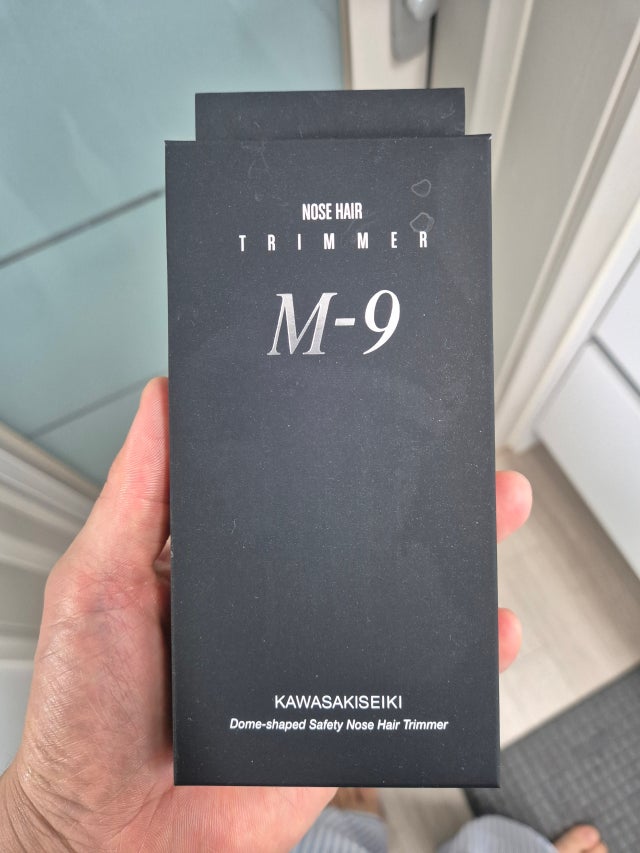 NOSE HAIR
TRIMMER
M-9
KAWASAKISEIKI
Dome-shaped Safety Nose Hair Trimmer